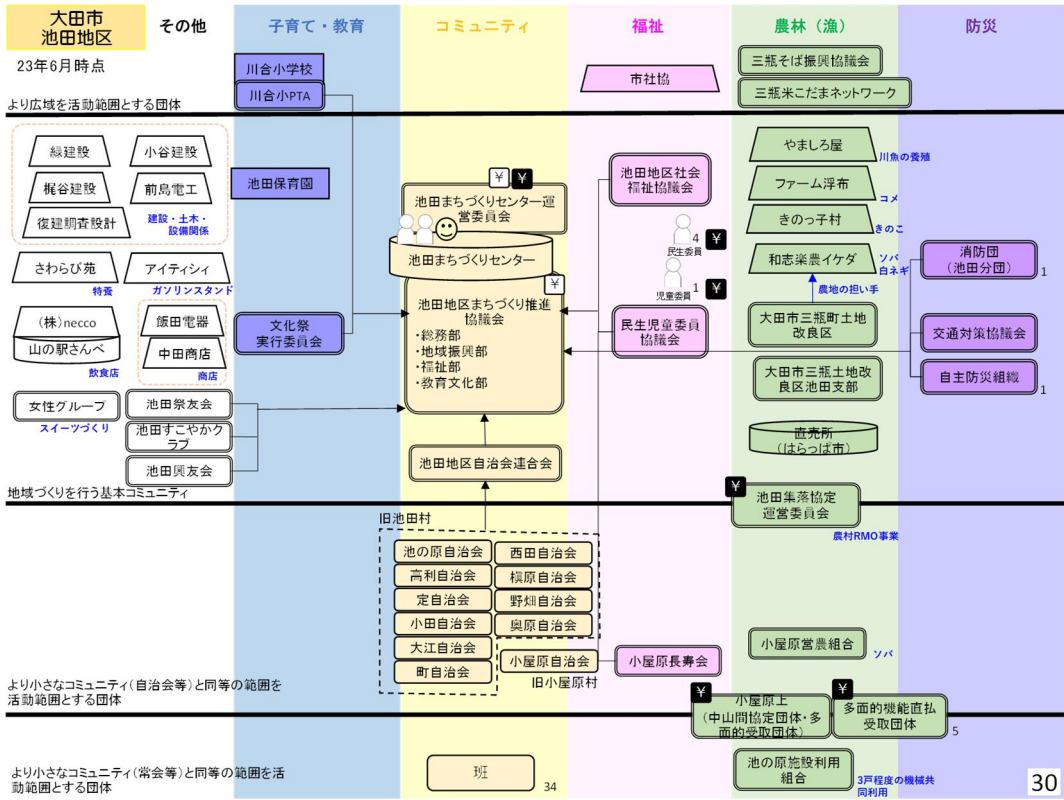 大田市
池田地区
23年6月時点
その他
子育て・教育
コミュニティ
福祉
農林（漁）
防災
川合小学校
川合小PTA
市社協
三瓶そば振興協議会
三瓶米こだまネットワーク
より広域を活動範囲とする団体
緑建設
小谷建設
梶谷建設
前島電工
復建調査設計
建設・土木・
設備関係
さわらび苑
特養
アイティシィ
ガソリンスタンド
（株）necco
山の駅さんべ
飲食店
飯田電器
中田商店
商店
女性グループ
スイーツづくり
池田祭友会
池田すこやかク
ラブ
池田興友会
池田保育園
文化祭
実行委員会
¥
¥
池田まちづくりセンター運
営委員会
池田まちづくりセンター
¥
池田地区まちづくり推進
協議会
・総務部
・地域振興部
・福祉部
・教育文化部
池田地区自治会連合会
池田地区社会
福祉協議会
4
¥
民生委員
1
¥
児童委員
民生児童委員
協議会
やましろ屋
川魚の養殖
ファーム浮布
コメ
きのっ子村
きのこ
和志楽農イケダ
ソバ
白ネギ
農地の担い手
大田市三瓶町土地
改良区
大田市三瓶土地改
良区池田支部
直売所
（はらっぱ市）
消防団
（池田分団）
1
交通対策協議会
自主防災組織
1
地域づくりを行う基本コミュニティ
¥
池田集落協定
運営委員会
農村RMO事業
旧池田村
池の原自治会
西田自治会
高利自治会
槇原自治会
定自治会
野畑自治会
小田自治会
奥原自治会
大江自治会
町自治会
小屋原自治会
旧小屋原村
小屋原長寿会
小屋原営農組合
ソバ
より小さなコミュニティ（自治会等）と同等の範囲を
活動範囲とする団体
¥
小屋原上
（中山間協定団体・多
面的受取団体）
¥
多面的機能直払
受取団体
5
より小さなコミュニティ（常会等）と同等の範囲を活
動範囲とする団体
班
34
池の原施設利用
組合
3戸程度の機械共
同利用
30